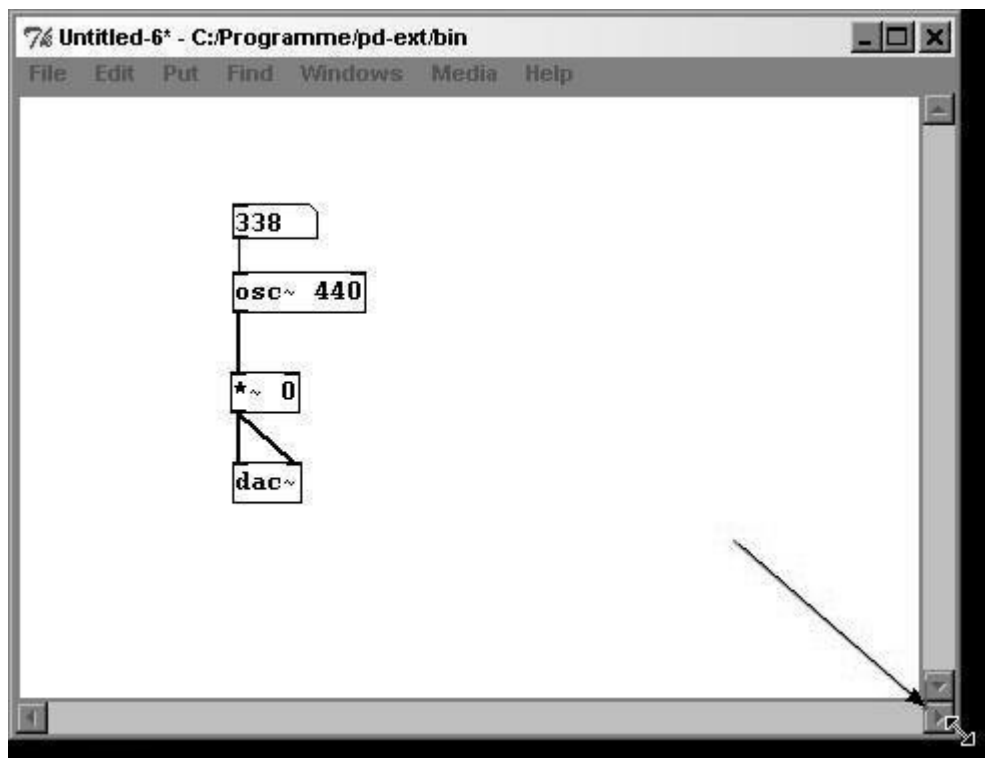 Untitled-6* - C:/Programme/pd-ext/bin
File Edit Put Find Windows Media Help
338
osc~ 440
*~ 0
dac~